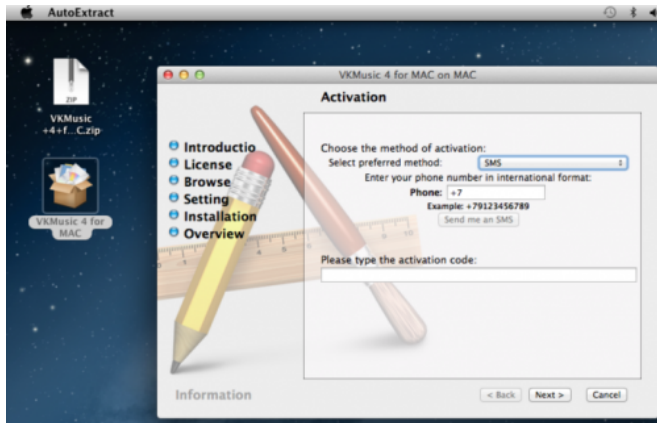 AutoExtract
ZIP
VKMusic
+4+f...C.zip
VKMusic 4 for
MAC
VKMusic 4 for MAC on MAC
Activation
Introductio
License
Browse
Setting
Installation
Overview
Choose the method of activation:
Select preferred method: SMS
Enter your phone number in international format:
Phone: +7
Example: +79123456789
Send me an SMS
Please type the activation code:
Information
< Back Next > Cancel